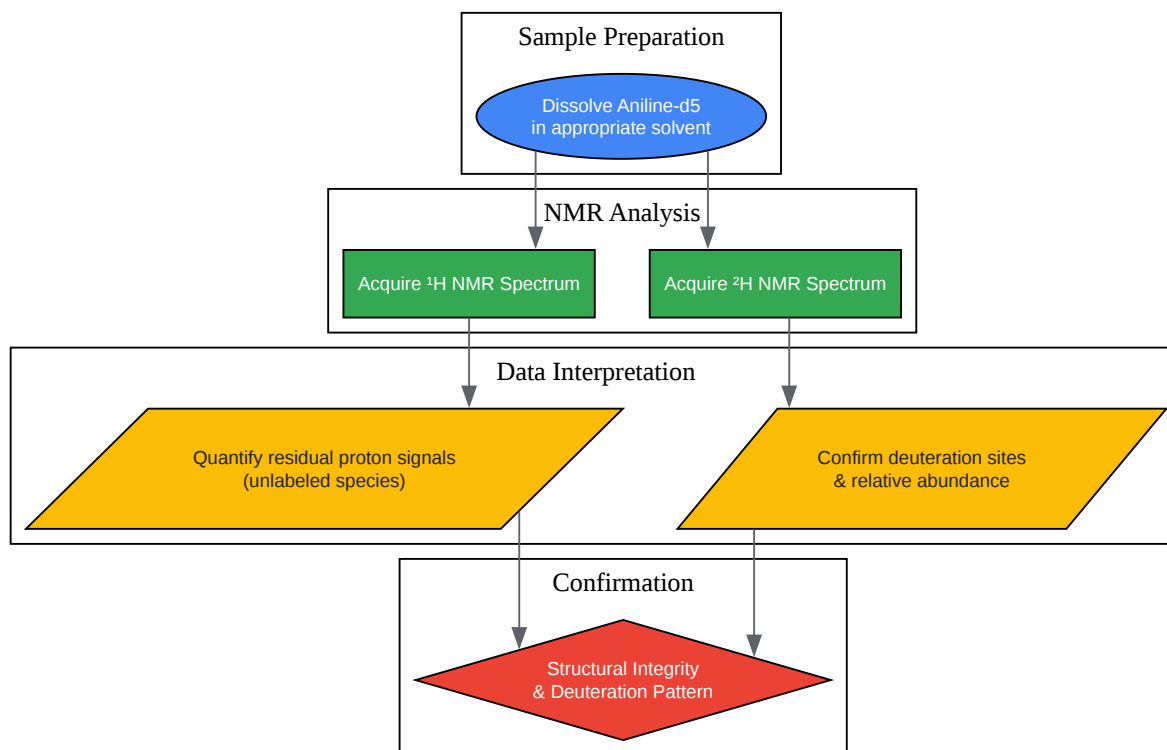 Sample Preparation
Dissolve Aniline-d5
in appropriate solvent
NMR Analysis
Acquire ¹H NMR Spectrum
Acquire ²H NMR Spectrum
Data Interpretation
Quantify residual proton signals
(unlabeled species)
Confirm deuteration sites
& relative abundance
Confirmation
Structural Integrity
& Deuteration Pattern